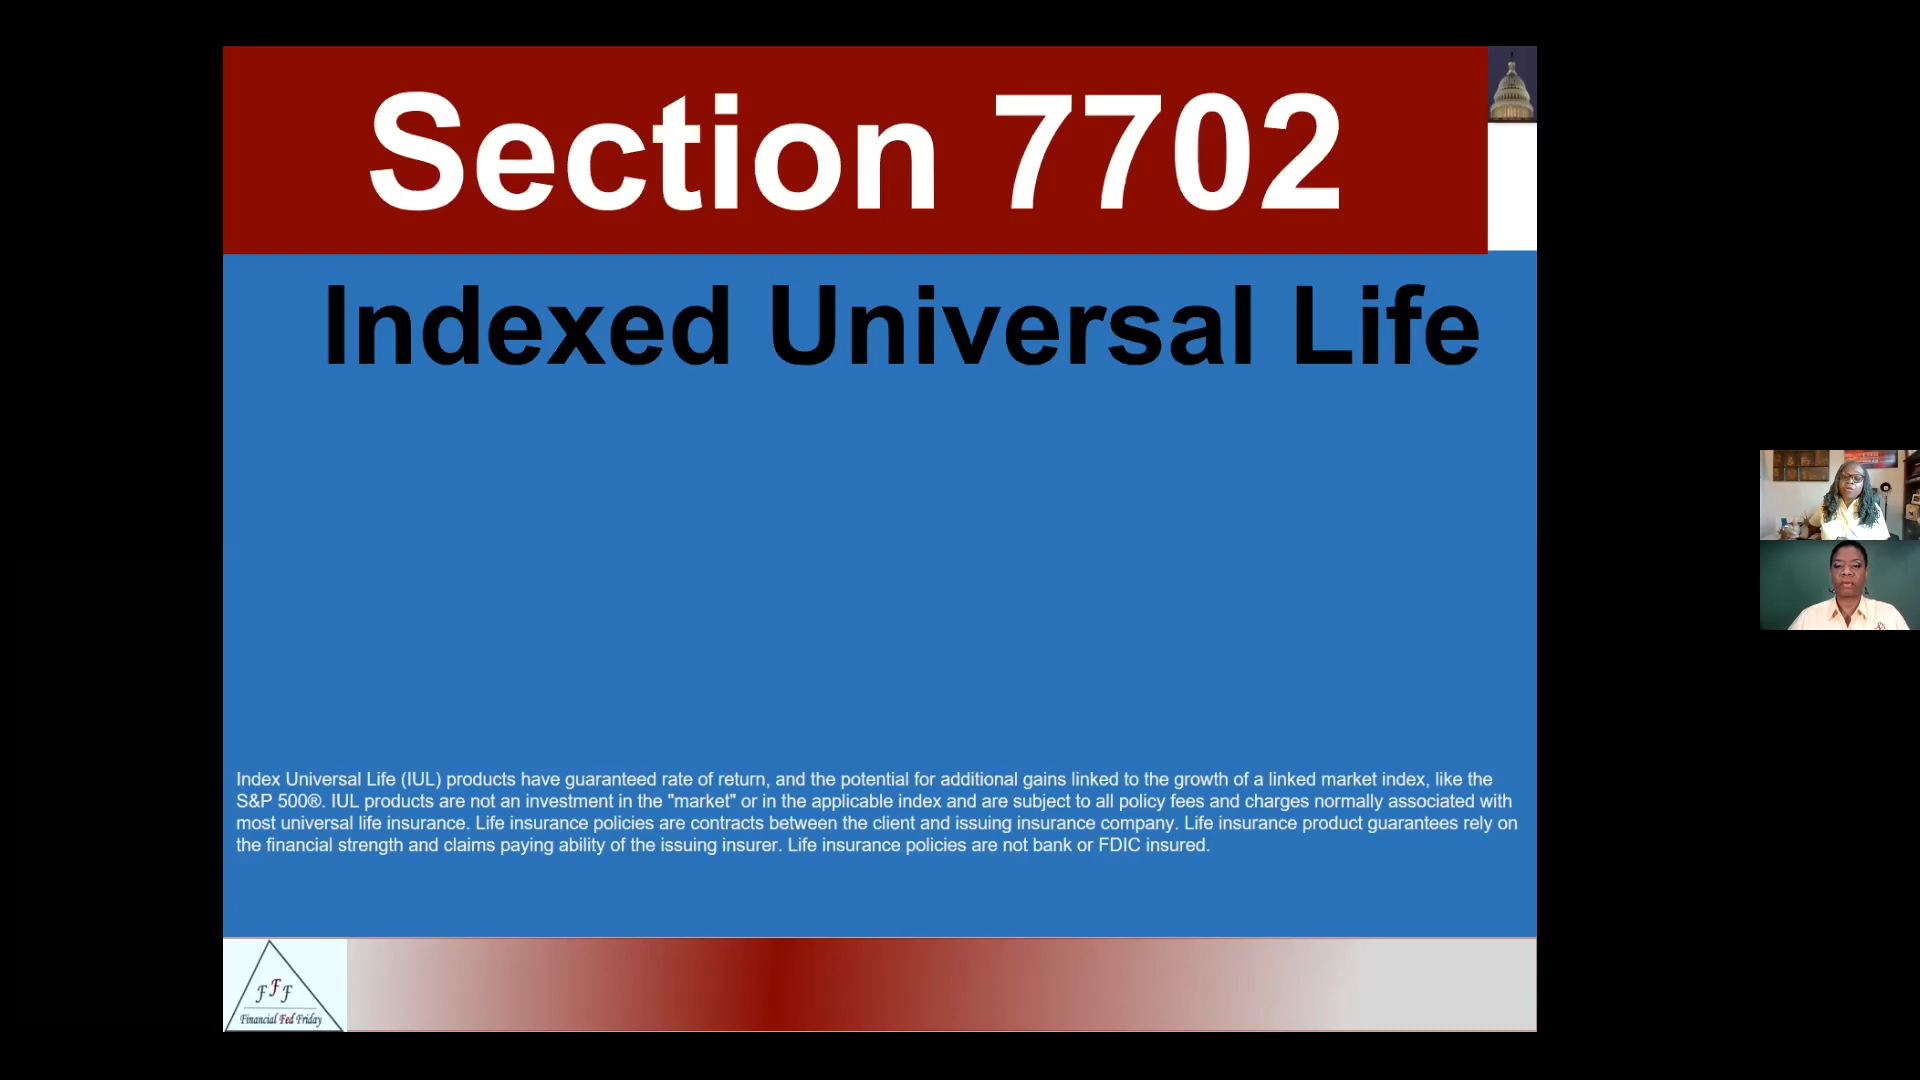 Section 7702
Indexed Universal Life
Index Universal Life (IUL) products have guaranteed rate of return, and the potential for additional gains linked to the growth of a linked market index, like the
S&P 500®. IUL products are not an investment in the "market" or in the applicable index and are subject to all policy fees and charges normally associated with
most universal life insurance. Life insurance policies are contracts between the client and issuing insurance company. Life insurance product guarantees rely on
the financial strength and claims paying ability of the issuing insurer. Life insurance policies are not bank or FDIC insured.
F F F
Financial Fed Friday